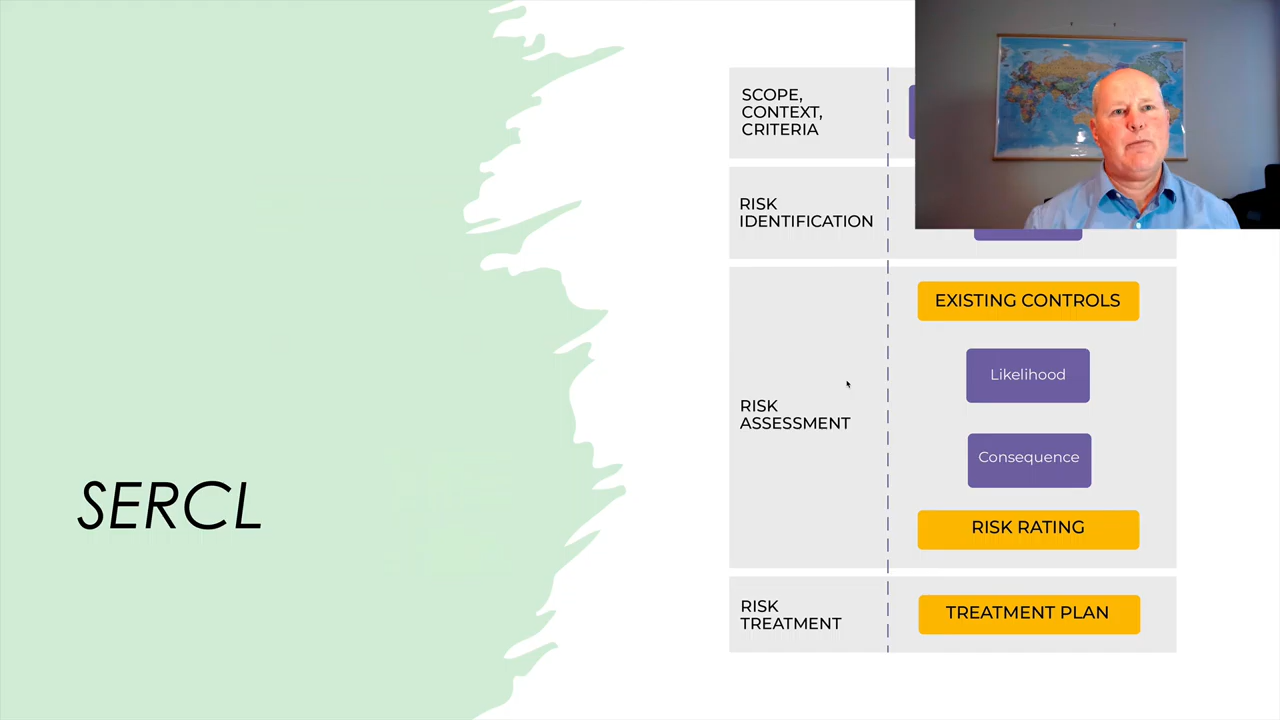 SERCL
SCOPE,
CONTEXT,
CRITERIA
RISK
IDENTIFICATION
EXISTING CONTROLS
Likelihood
RISK
ASSESSMENT
Consequence
RISK RATING
RISK
TREATMENT
TREATMENT PLAN